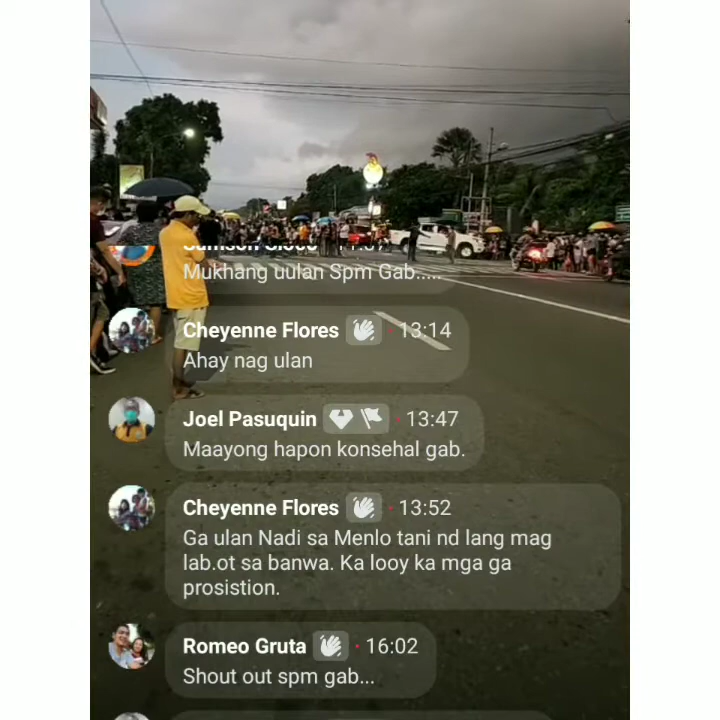 Mukhang uulan Spm Gab.....
Cheyenne Flores 13:14
Ahay nag ulan
Joel Pasuquin 13:47
Maayong hapon konsehal gab.
Cheyenne Flores 13:52
Ga ulan Nadi sa Menlo tani nd lang mag
lab.ot sa banwa. Ka looy ka mga ga
prosistion.
Romeo Gruta 16:02
Shout out spm gab...